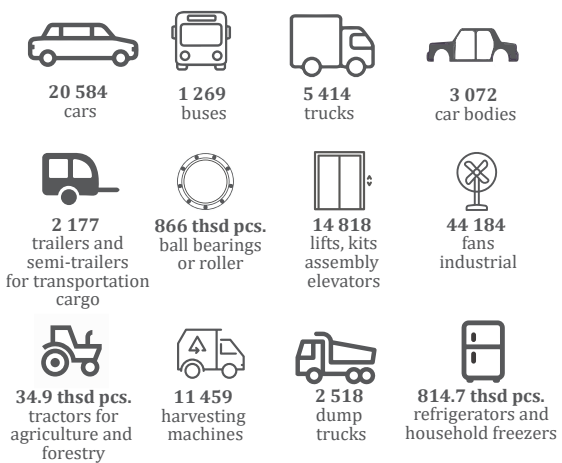 20 584
cars
1 269
buses
5 414
trucks
3 072
car bodies
2 177
trailers and
semi-trailers
for transportation
cargo
866 thsd pcs.
ball bearings
or roller
14 818
lifts, kits
assembly
elevators
44 184
fans
industrial
34.9 thsd pcs.
tractors for
agriculture and
forestry
11 459
harvesting
machines
2 518
dump
trucks
814.7 thsd pcs.
refrigerators and
household freezers